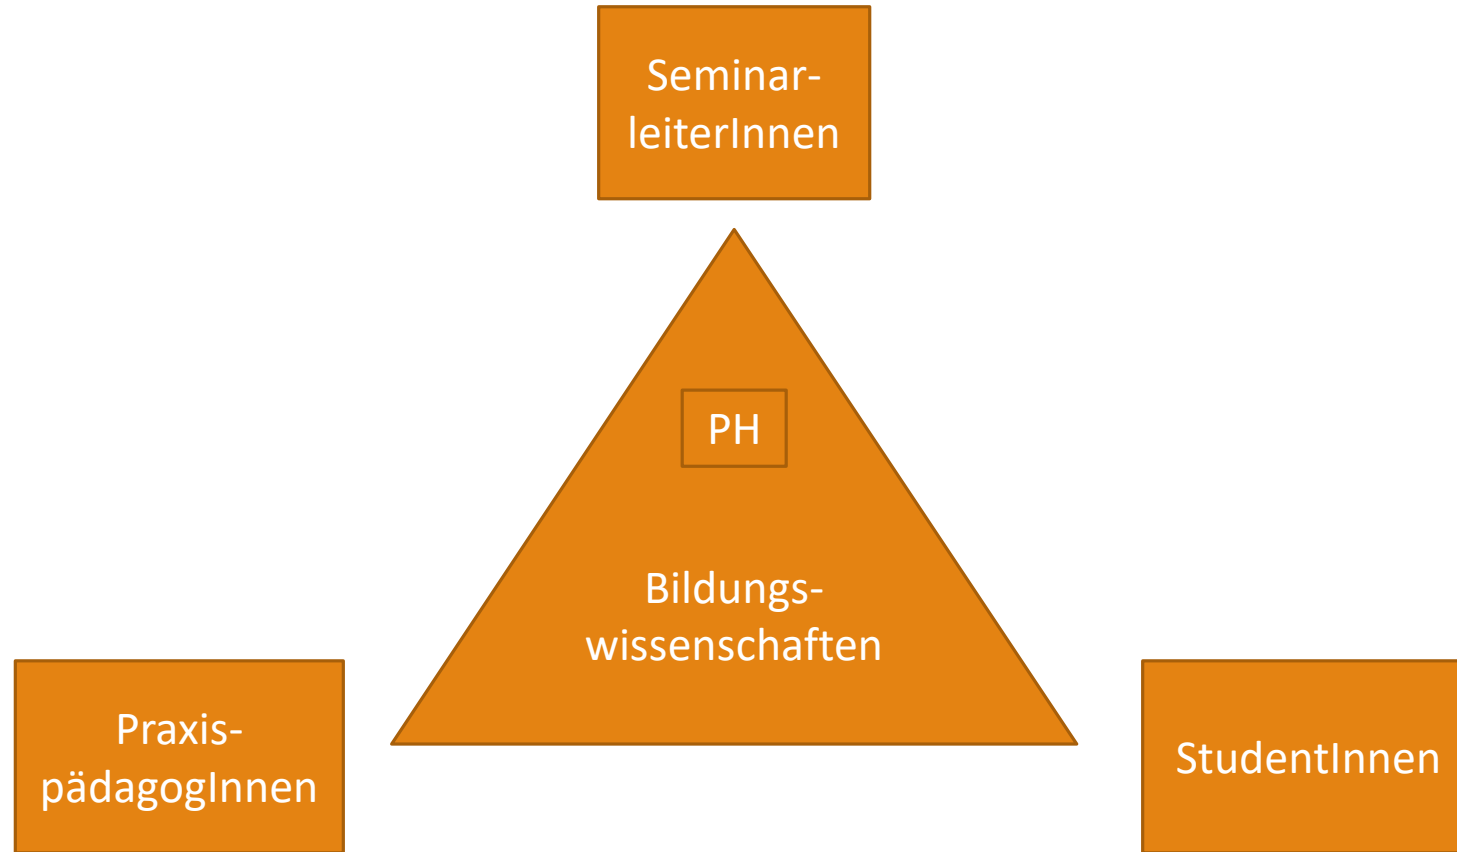 Seminar-
leiterInnen
PH
Bildungs-
wissenschaften
Praxis-
pädagogInnen
StudentInnen